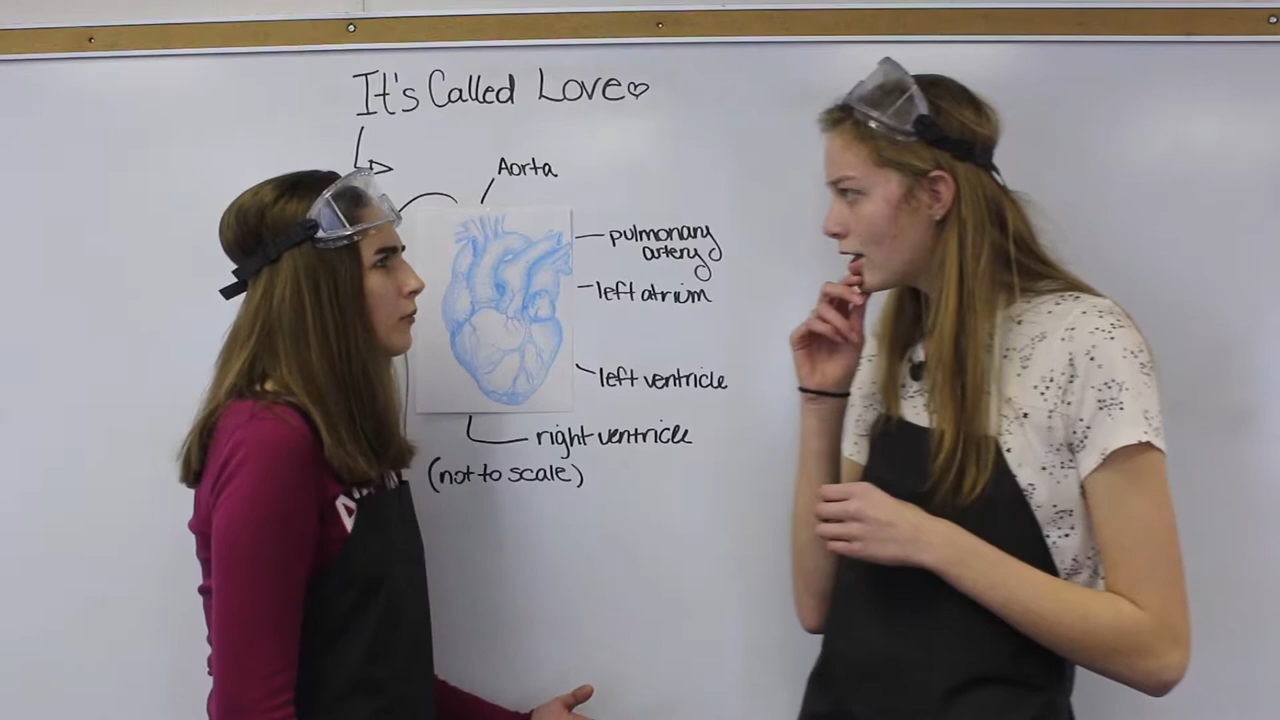 It's Called Love♡
Aorta
pulmonary
artery
left atrium
left ventricle
right ventricle
(not to scale)